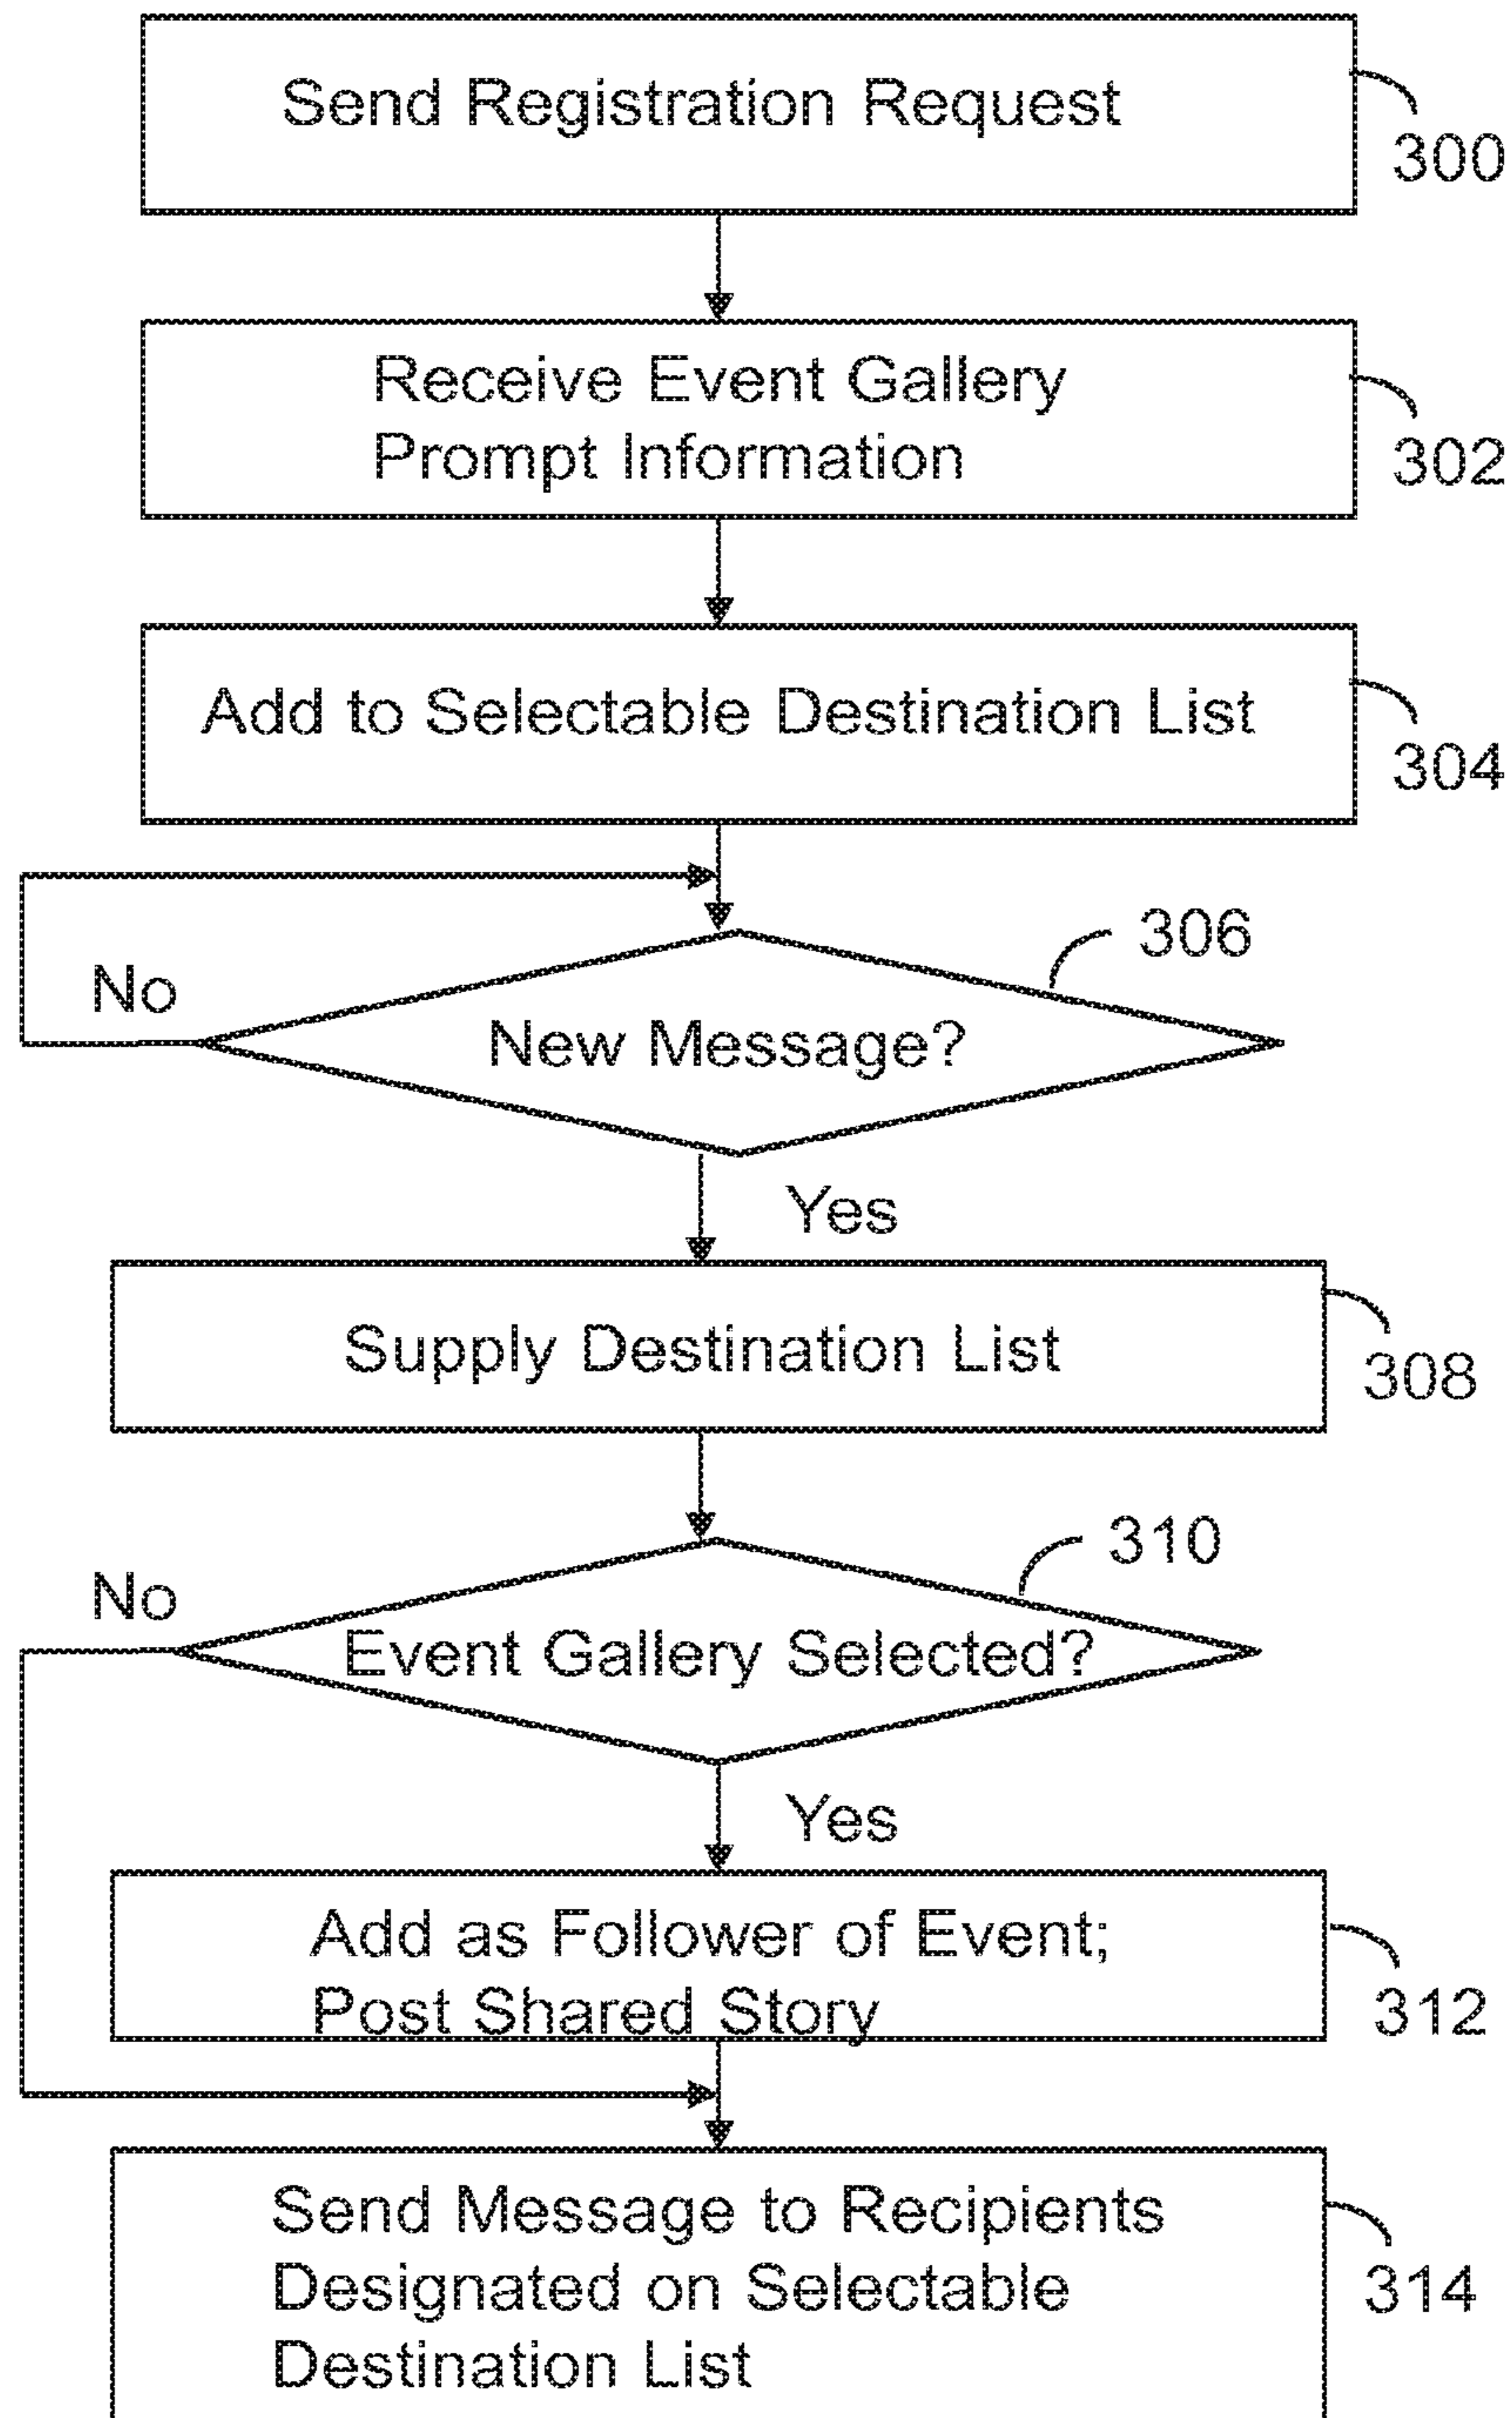 Send Registration Request
300
Receive Event Gallery
Prompt Information
302
Add to Selectable Destination List
304
306
No
New Message?
Yes
Supply Destination List
308
310
No
Event Gallery Selected?
Yes
Add as Follower of Event;
Post Shared Story
312
Send Message to Recipients
Designated on Selectable
Destination List
314